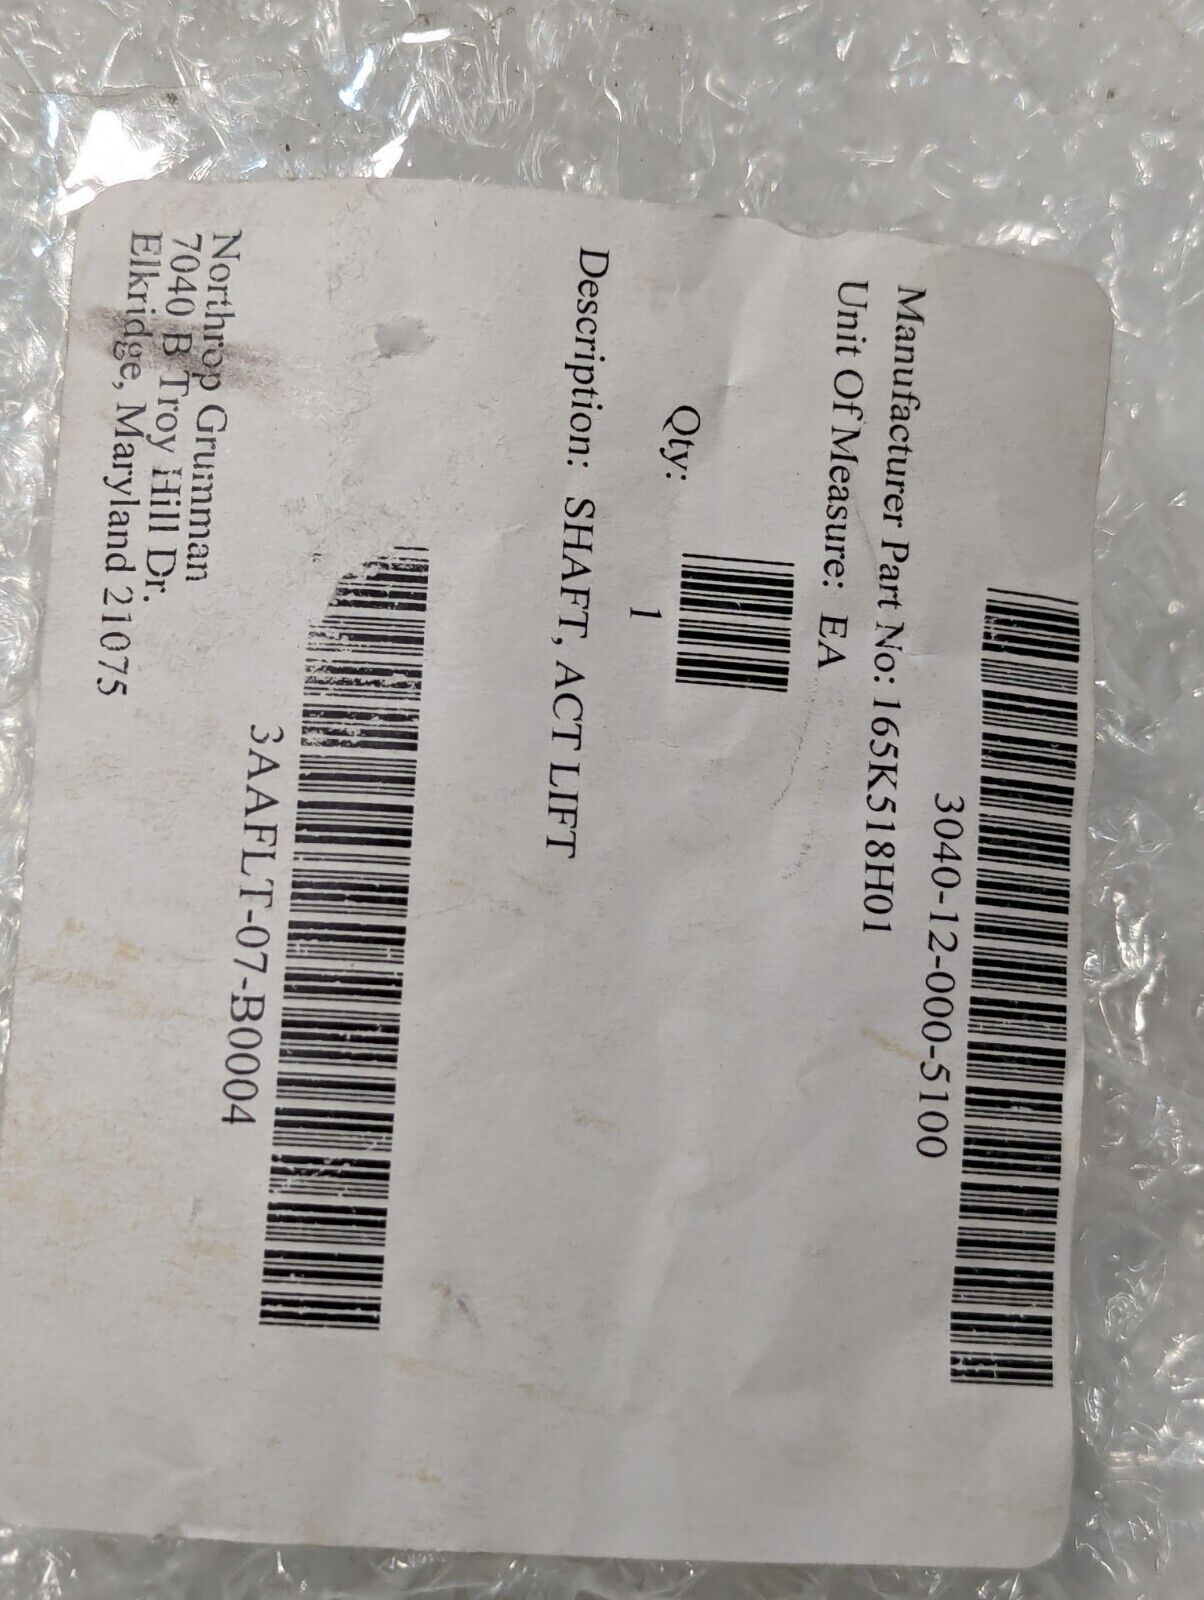 3040-12-000-5100
Manufacturer Part No: 165K518H01
Unit Of Measure: EA
Qty:
1
Description: SHAFT, ACT LIFT
3AAFLT-07-B0004
Northrop Grumman
7040 B Troy Hill Dr.
Elkridge, Maryland 21075